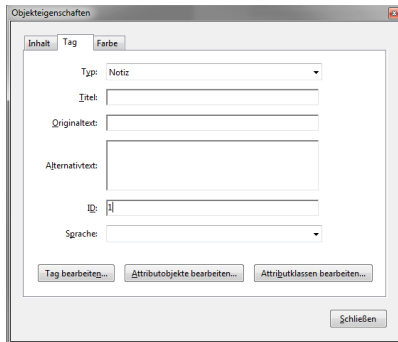 Objekteigenschaften
Inhalt Tag Farbe
Typ: Notiz
Titel:
Originaltext:
Alternativtext:
ID: 1
Sprache:
Tag bearbeiten... Attributobjekte bearbeiten... Attributklassen bearbeiten...
Schließen